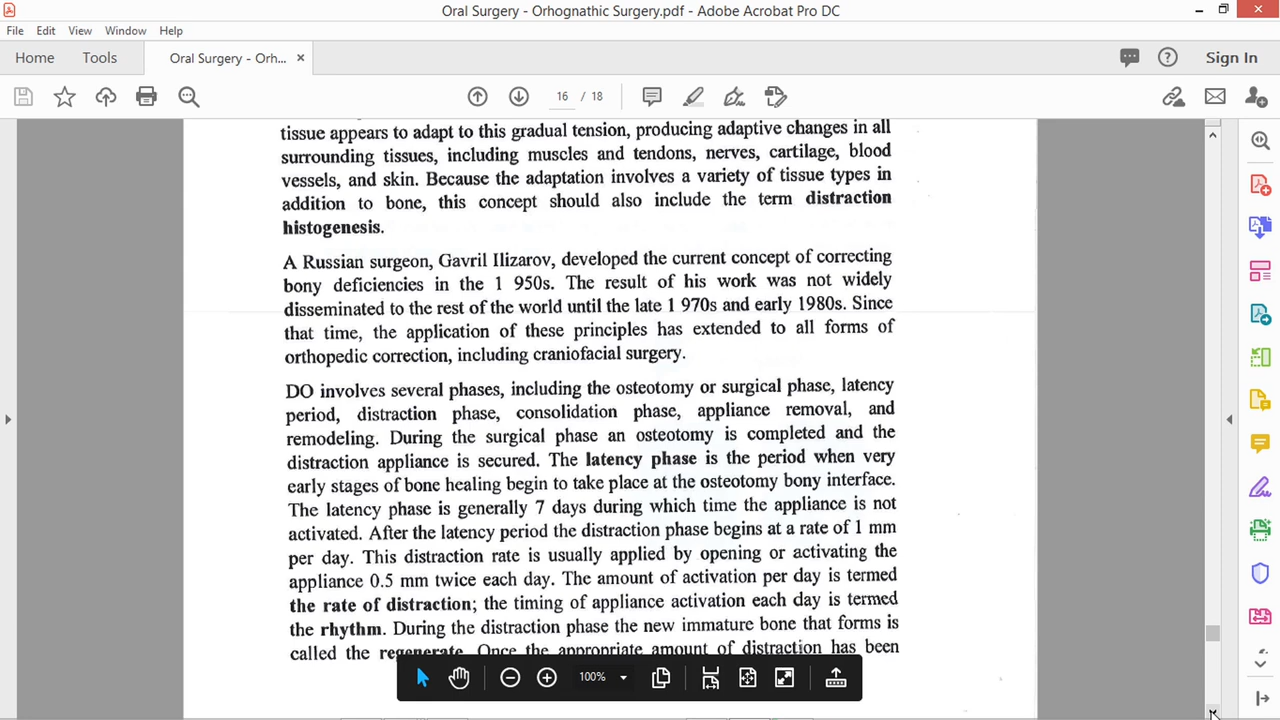 Oral Surgery - Orhognathic Surgery.pdf - Adobe Acrobat Pro DC
File Edit View Window Help
Home Tools Oral Surgery - Orh... × Sign In
16 / 18
tissue appears to adapt to this gradual tension, producing adaptive changes in all
surrounding tissues, including muscles and tendons, nerves, cartilage, blood
vessels, and skin. Because the adaptation involves a variety of tissue types in
addition to bone, this concept should also include the term distraction
histogenesis.
A Russian surgeon, Gavril Ilizarov, developed the current concept of correcting
bony deficiencies in the 1 950s. The result of his work was not widely
disseminated to the rest of the world until the late 1 970s and early 1980s. Since
that time, the application of these principles has extended to all forms of
orthopedic correction, including craniofacial surgery.
DO involves several phases, including the osteotomy or surgical phase, latency
period, distraction phase, consolidation phase, appliance removal, and
remodeling. During the surgical phase an osteotomy is completed and the
distraction appliance is secured. The latency phase is the period when very
early stages of bone healing begin to take place at the osteotomy bony interface.
The latency phase is generally 7 days during which time the appliance is not
activated. After the latency period the distraction phase begins at a rate of 1 mm
per day. This distraction rate is usually applied by opening or activating the
appliance 0.5 mm twice each day. The amount of activation per day is termed
the rate of distraction; the timing of appliance activation each day is termed
the rhythm. During the distraction phase the new immature bone that forms is
called the regenerate. Once the appropriate amount of distraction has been
100%